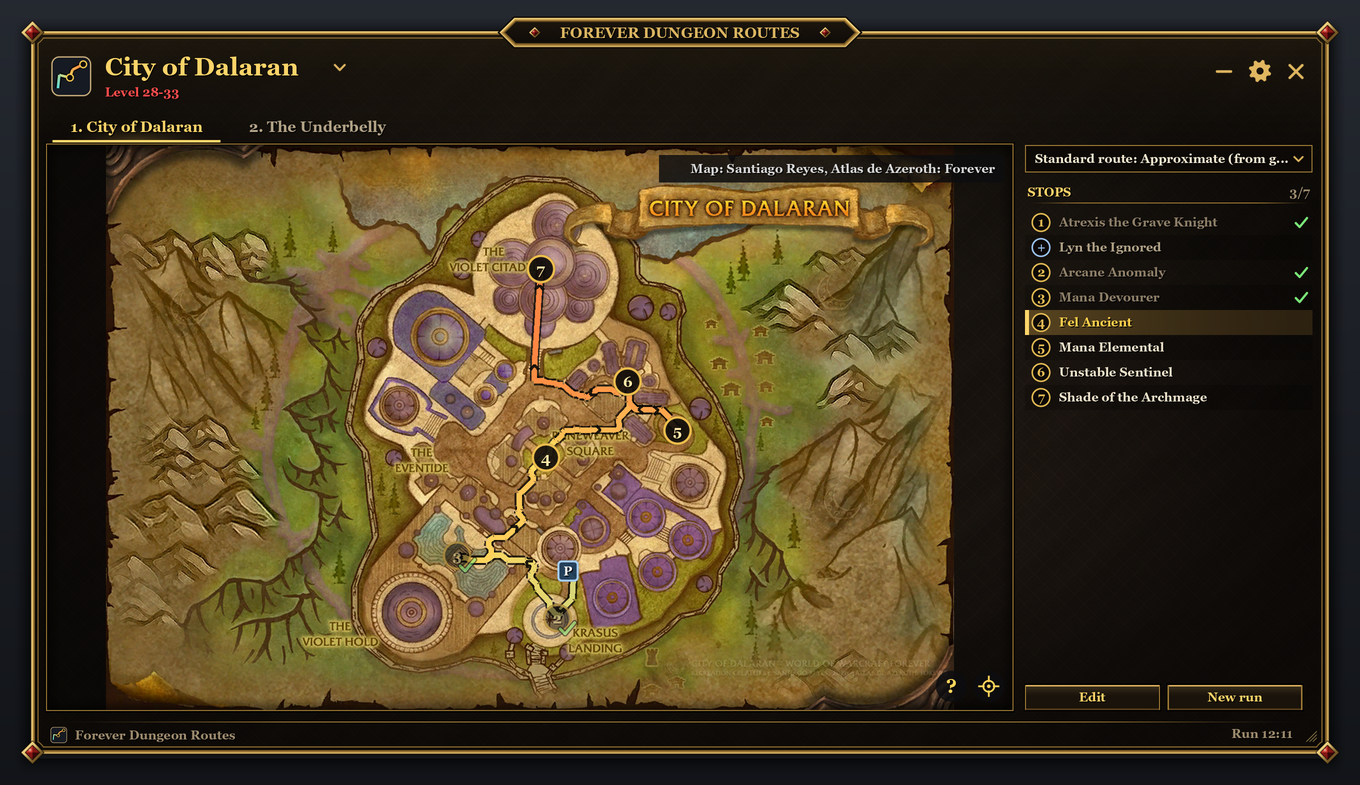 FOREVER DUNGEON ROUTES
City of Dalaran
Level 28-33
1. City of Dalaran
2. The Underbelly
Map: Santiago Reyes, Atlas de Azeroth: Forever
CITY OF DALARAN
THE
VIOLET CITAD
7
6
5
4
SQUARE
THE
EVENTIDE
3
P
2
KRASUS
LANDING
THE
VIOLET HOLD
CITY OF DALARAN
?
Standard route: Approximate (from g...
STOPS
3/7
1 Atrexis the Grave Knight
+ Lyn the Ignored
2 Arcane Anomaly
3 Mana Devourer
4 Fel Ancient
5 Mana Elemental
6 Unstable Sentinel
7 Shade of the Archmage
Edit
New run
Forever Dungeon Routes
Run 12:11